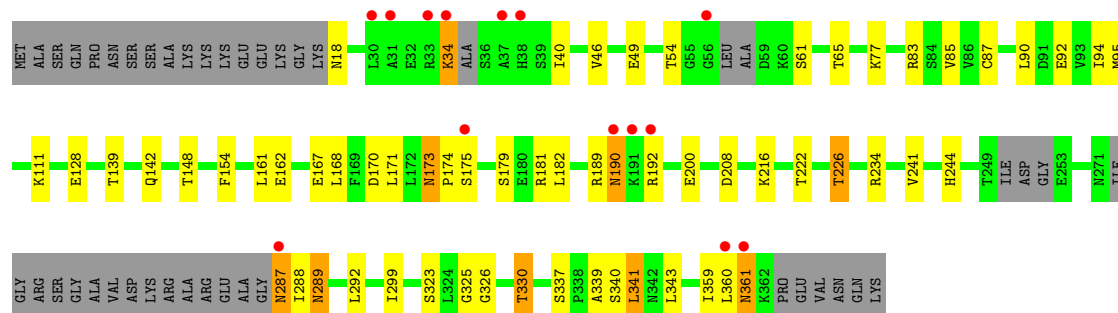 MET ALA SER GLN PRO ASN SER SER ALA LYS LYS LYS GLU GLU LYS GLY LYS N18 L30 A31 E32 R33 K34 ALA S36 A37 H38 S39 I40 V46 E49 T54 G55 G56 LEU ALA D59 K60 S61 T65 K77 R83 S84 V85 V86 C87 L90 D91 E92 V93 I94 M95
K111 E128 T139 Q142 T148 F154 L161 E162 E167 L168 F169 D170 L171 L172 N173 P174 S175 S179 E180 R181 L182 R189 N190 K191 R192 E200 D208 K216 T222 T226 R234 V241 H244 T249 ILE ASP GLY E253 N271 ILE
GLY ARG SER GLY ALA VAL ASP LYS ARG ALA ARG GLU ALA GLY N287 I288 N289 L292 I299 S323 L324 G325 G326 T330 S337 P338 A339 S340 L341 N342 L343 I359 L360 N361 K362 PRO GLU VAL ASN GLN LYS